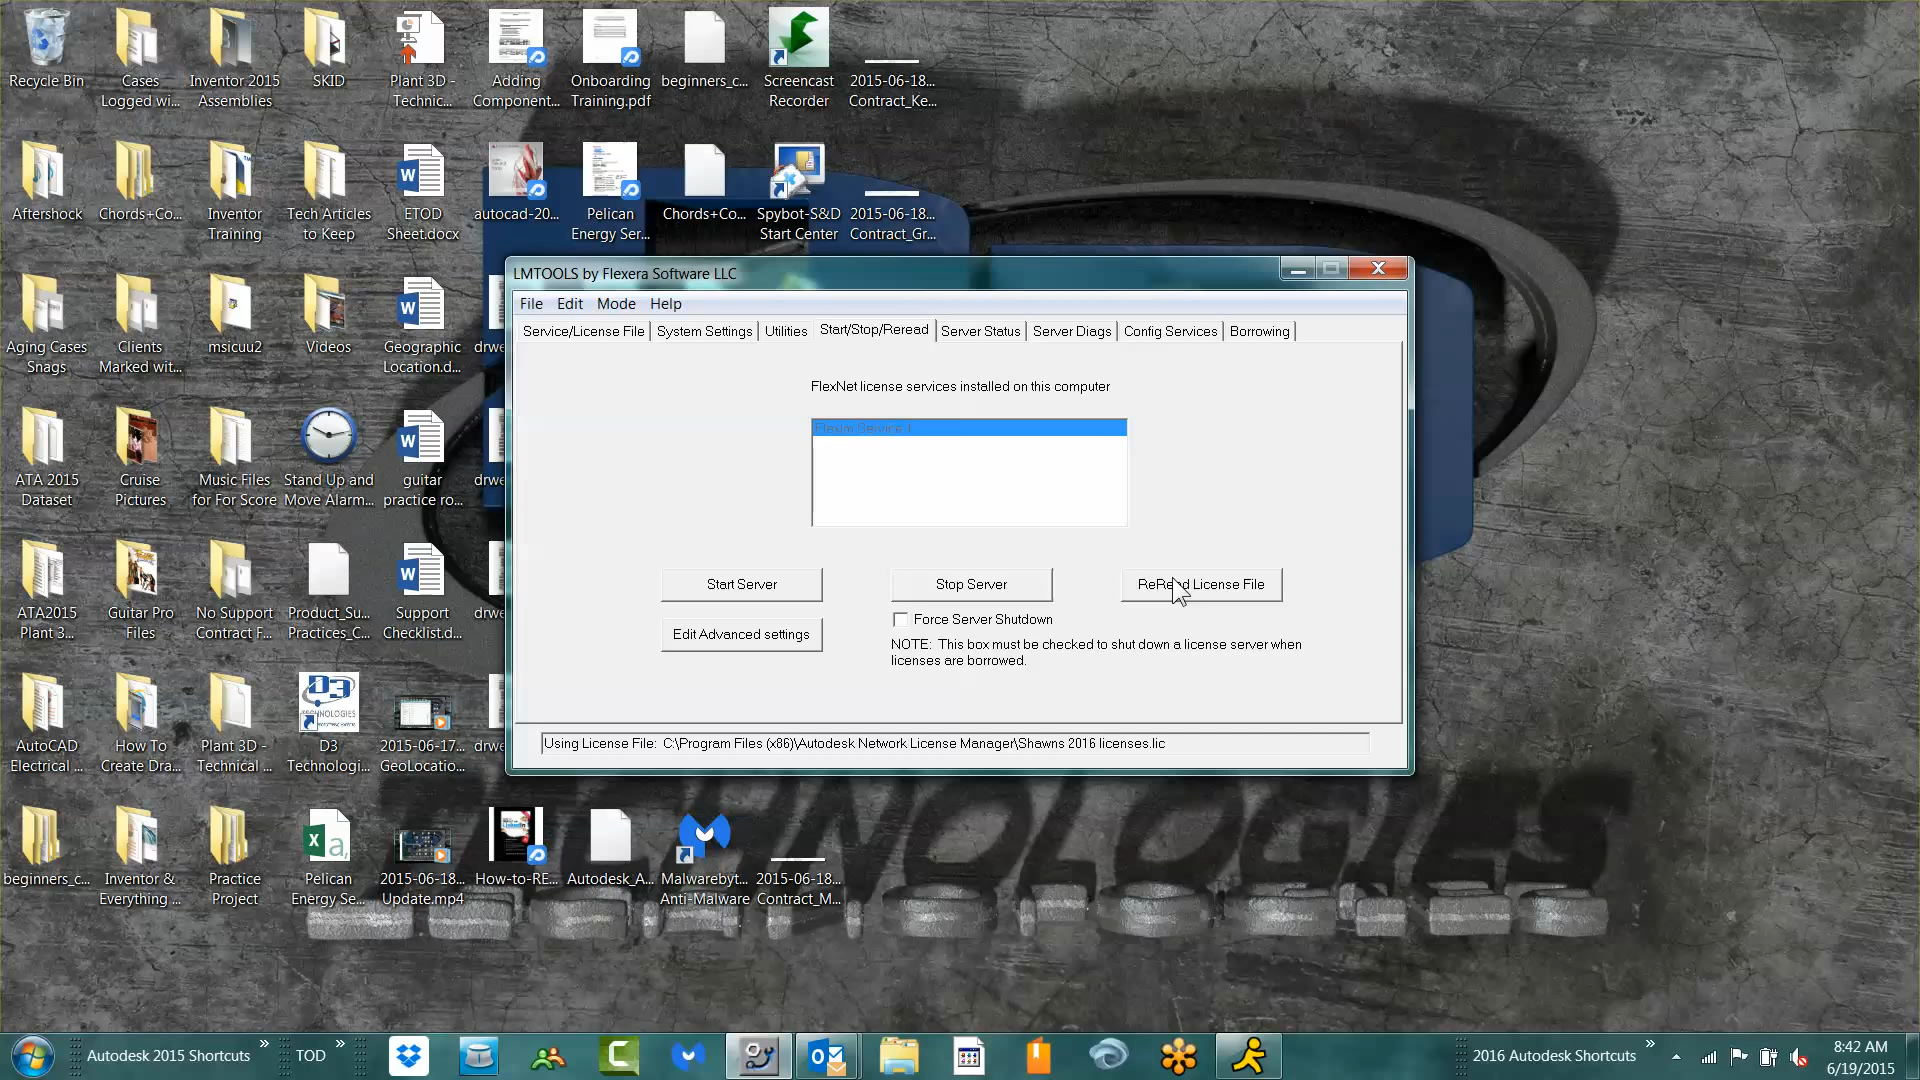 Recycle Bin
Cases
Logged wi...
Inventor 2015
Assemblies
SKID
Plant 3D -
Technic...
Adding
Component...
Onboarding
Training.pdf
beginners_c...
Screencast
Recorder
2015-06-18...
Contract_Ke...
Aftershock
Chords+Co...
Inventor
Training
Tech Articles
to Keep
ETOD
Sheet.docx
autocad-20...
Pelican
Energy Ser...
Chords+Co...
Spybot-S&D
Start Center
2015-06-18...
Contract_Gr...
Aging Cases
Snags
Clients
Marked wit...
msicuu2
Videos
Geographic
Location.d...
drwe
ATA 2015
Dataset
Cruise
Pictures
Music Files
for For Score
Stand Up and
Move Alarm...
guitar
practice ro...
drwe
ATA2015
Plant 3...
Guitar Pro
Files
No Support
Contract F...
Product_Su...
Practices_C...
Support
Checklist.d...
drwe
AutoCAD
Electrical ...
How To
Create Dra...
Plant 3D -
Technical ...
D3
TECHNOLOGIES
D3
Technologi...
2015-06-17...
GeoLocatio...
drwe
beginners_c...
Inventor &
Everything ...
Practice
Project
Pelican
Energy Se...
2015-06-18...
Update.mp4
How-to-RE...
Autodesk_A...
Malwarebyt...
Anti-Malware
2015-06-18...
Contract_M...
LMTOOLS by Flexera Software LLC
File Edit Mode Help
Service/License File System Settings Utilities Start/Stop/Reread Server Status Server Diags Config Services Borrowing
FlexNet license services installed on this computer
Flexlm Service 1
Start Server
Stop Server
ReRead License File
Edit Advanced settings
Force Server Shutdown
NOTE: This box must be checked to shut down a license server when
licenses are borrowed.
Using License File: C:\Program Files (x86)\Autodesk Network License Manager\Shawns 2016 licenses.lic
Autodesk 2015 Shortcuts »
TOD »
2016 Autodesk Shortcuts »
8:42 AM
6/19/2015